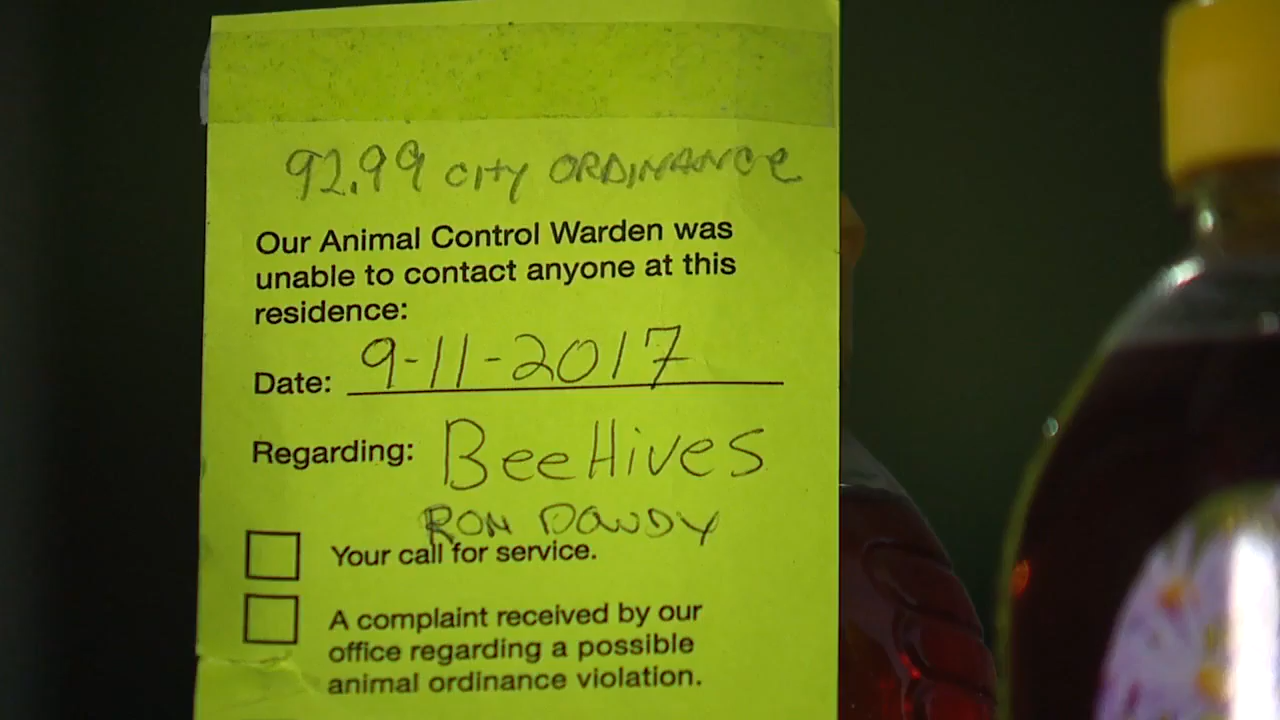 92.99 CITY ORDINANCE
Our Animal Control Warden was
unable to contact anyone at this
residence:
Date: 9-11-2017
Regarding: BeeHives
RON DOWDY
Your call for service.
A complaint received by our
office regarding a possible
animal ordinance violation.